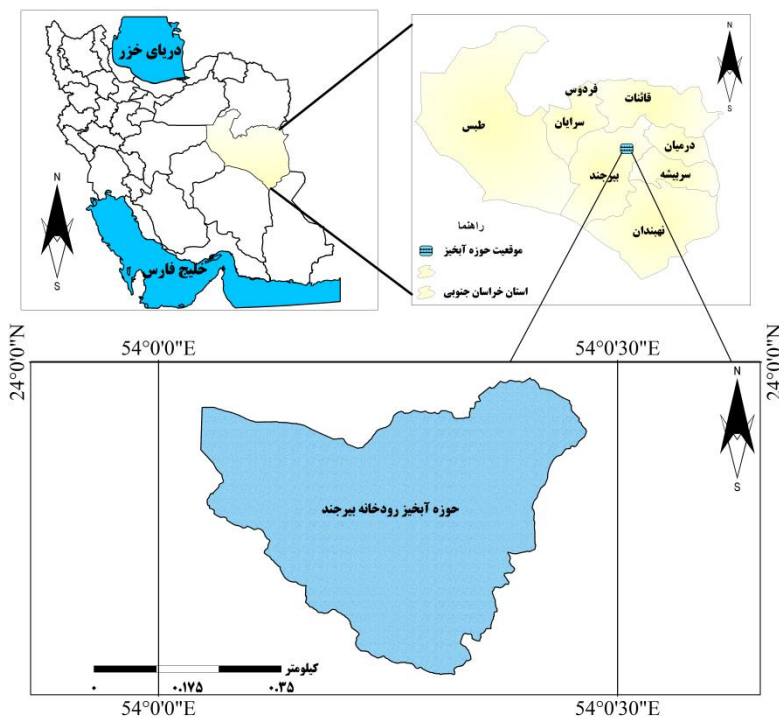 دریای خزر
خلیج فارس
N
S
N
S
فردوس
قائنات
طبس
سرایان
درمیان
بیرجند
سربیشه
نهبندان
راهنما
موقعیت حوزه آبخیز
استان خراسان جنوبی
54°0'0"E
54°0'30"E
24°0'0"N
24°0'0"N
N
S
حوزه آبخیز رودخانه بیرجند
کیلومتر
۰ ۰.۱۷۵ ۰.۳۵
54°0'0"E
54°0'30"E